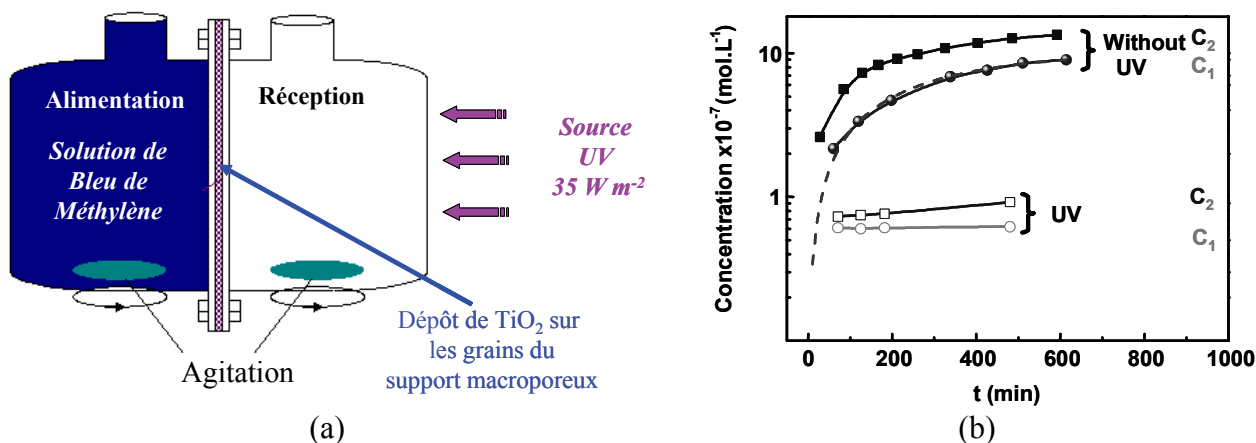 Alimentation
Solution de
Bleu de
Méthylène
Réception
Source
UV
35 W m-2
Dépôt de TiO2 sur
les grains du
support macroporeux
Agitation
(a)
Concentration x10-7 (mol.L-1)
10
1
Without
UV
C2
C1
UV
C2
C1
0 200 400 600 800 1000
t (min)
(b)